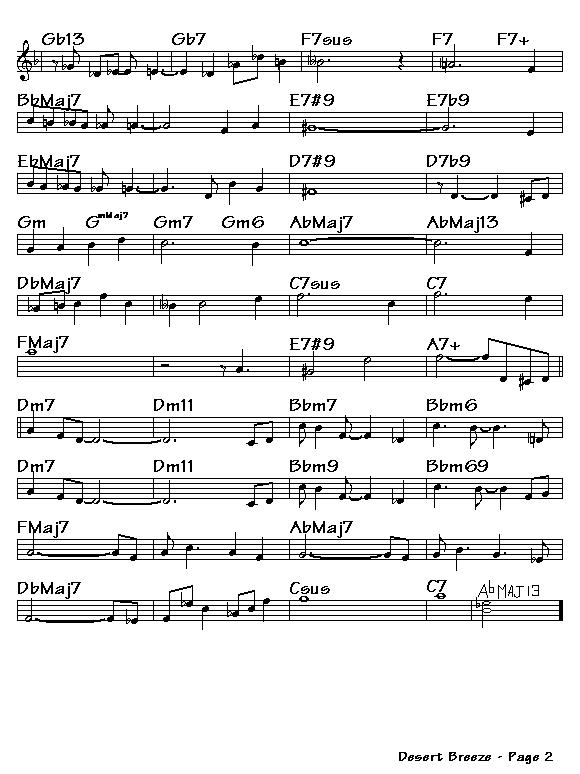 Gb13 Gb7 F7sus F7 F7+
BbMaj7 E7#9 E7b9
EbMaj7 D7#9 D7b9
Gm GmMaj7 Gm7 Gm6 AbMaj7 AbMaj13
DbMaj7 C7sus C7
FMaj7 E7#9 A7+
Dm7 Dm11 Bbm7 Bbm6
Dm7 Dm11 Bbm9 Bbm69
FMaj7 AbMaj7
DbMaj7 Csus C7 AbMAJ13
Desert Breeze - Page 2